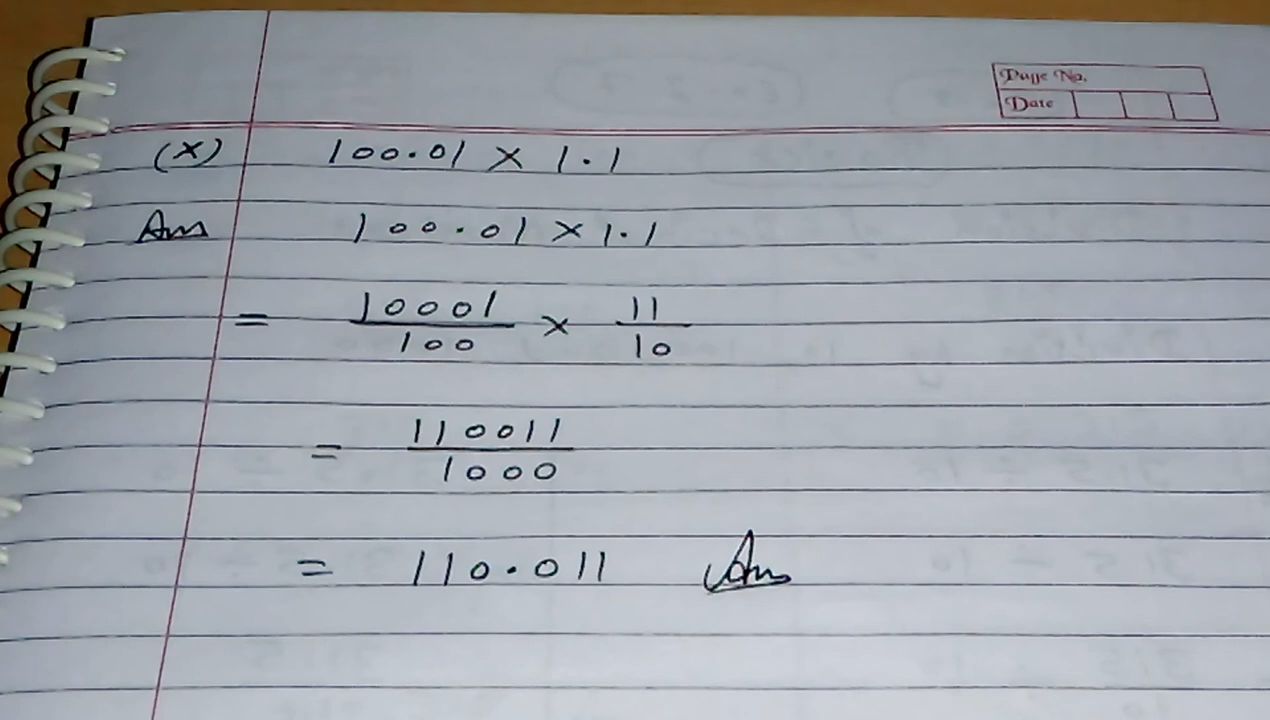 Page No.
Date
(x) 100.01 × 1.1
Ans 100.01 × 1.1
= 10001/100 × 11/10
= 110011/1000
= 110.011 Ans